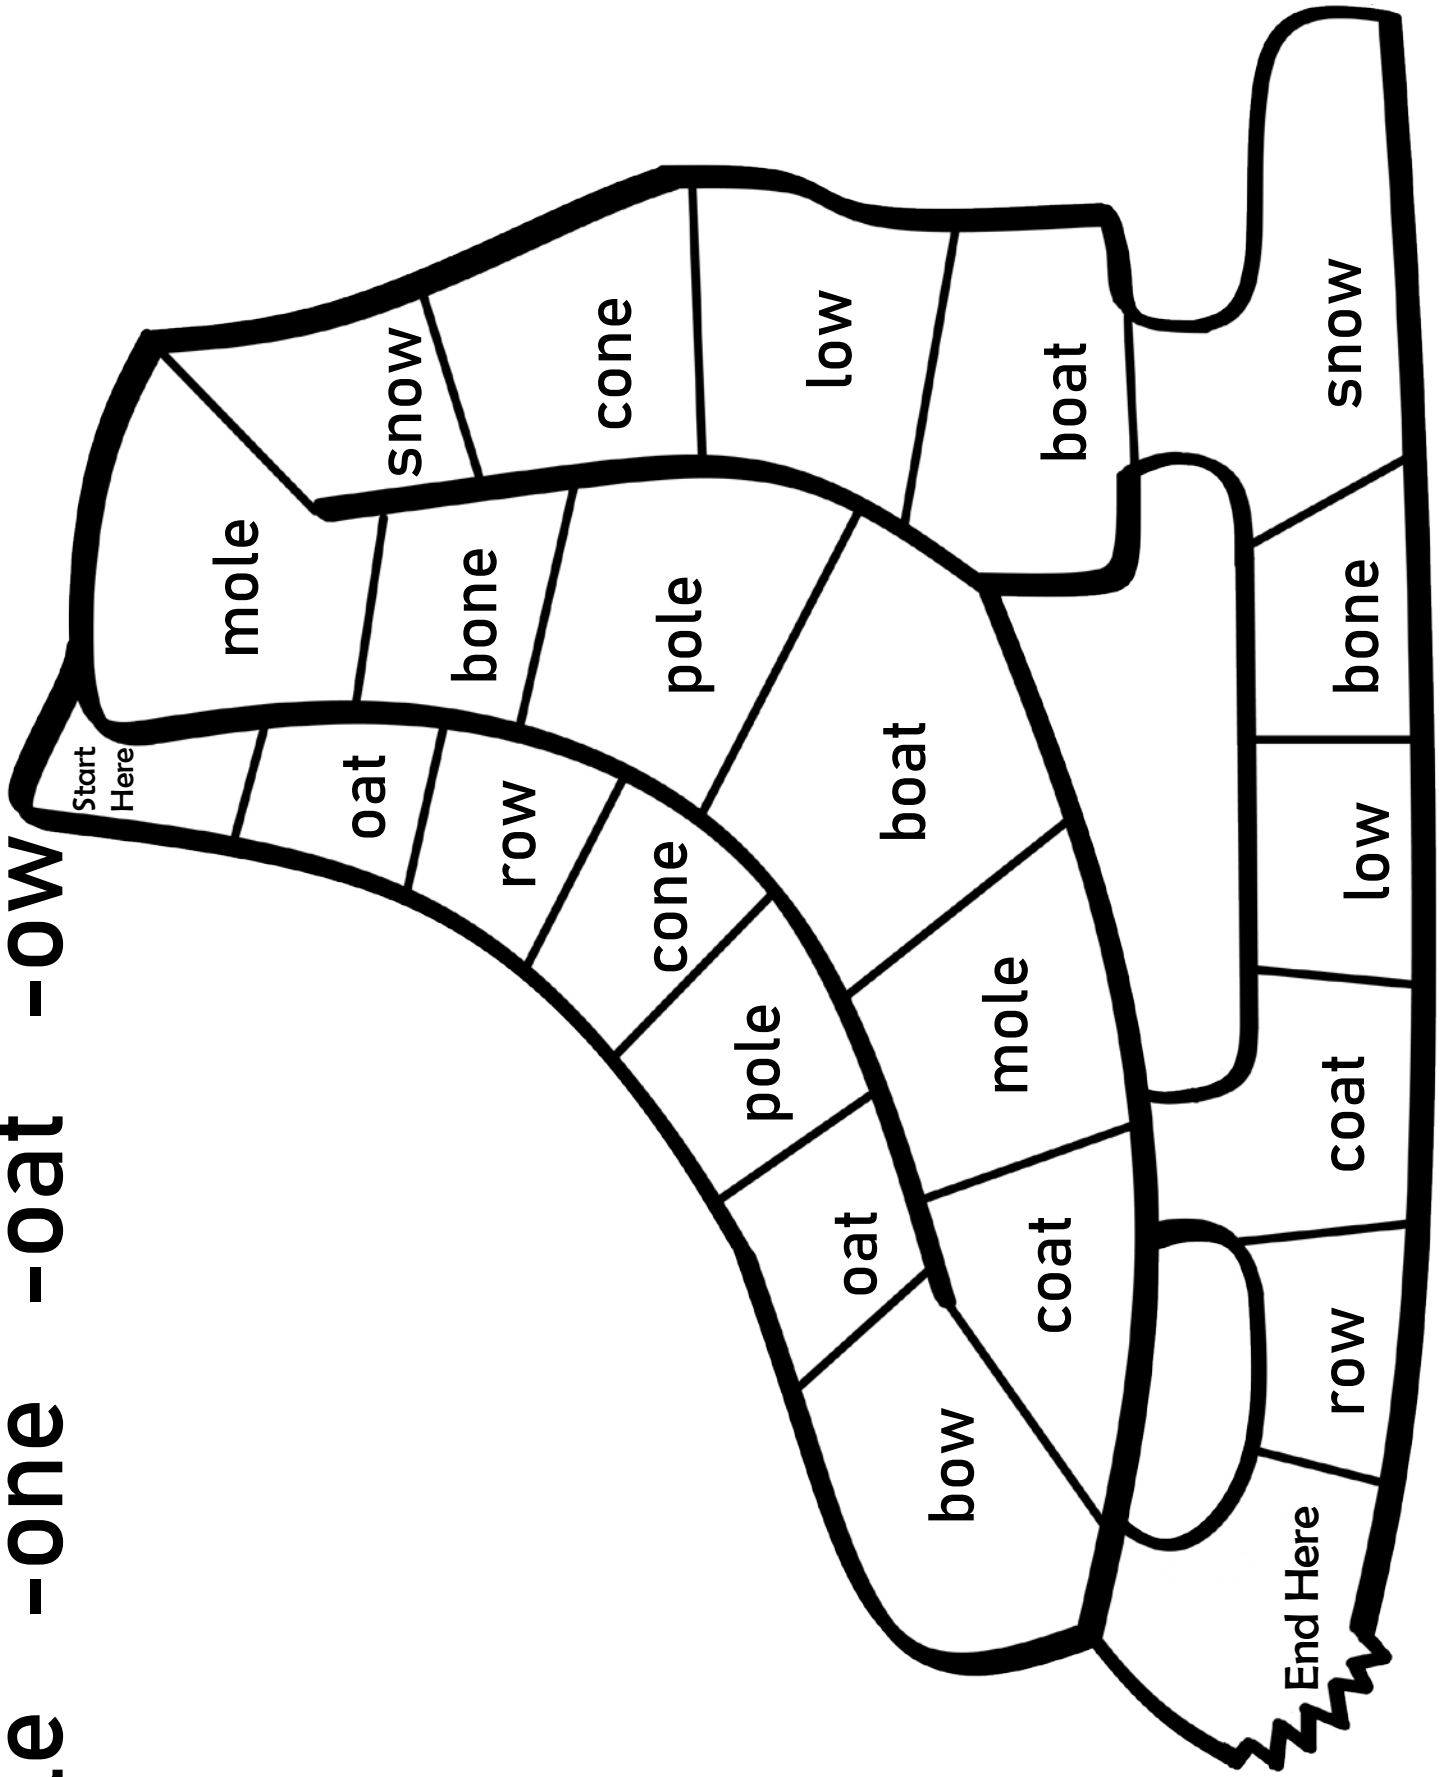 -one -oat -ow
Start
Here
oat
row
cone
pole
oat
bow
coat
mole
boat
pole
bone
mole
snow
cone
low
boat
snow
bone
low
coat
row
End Here